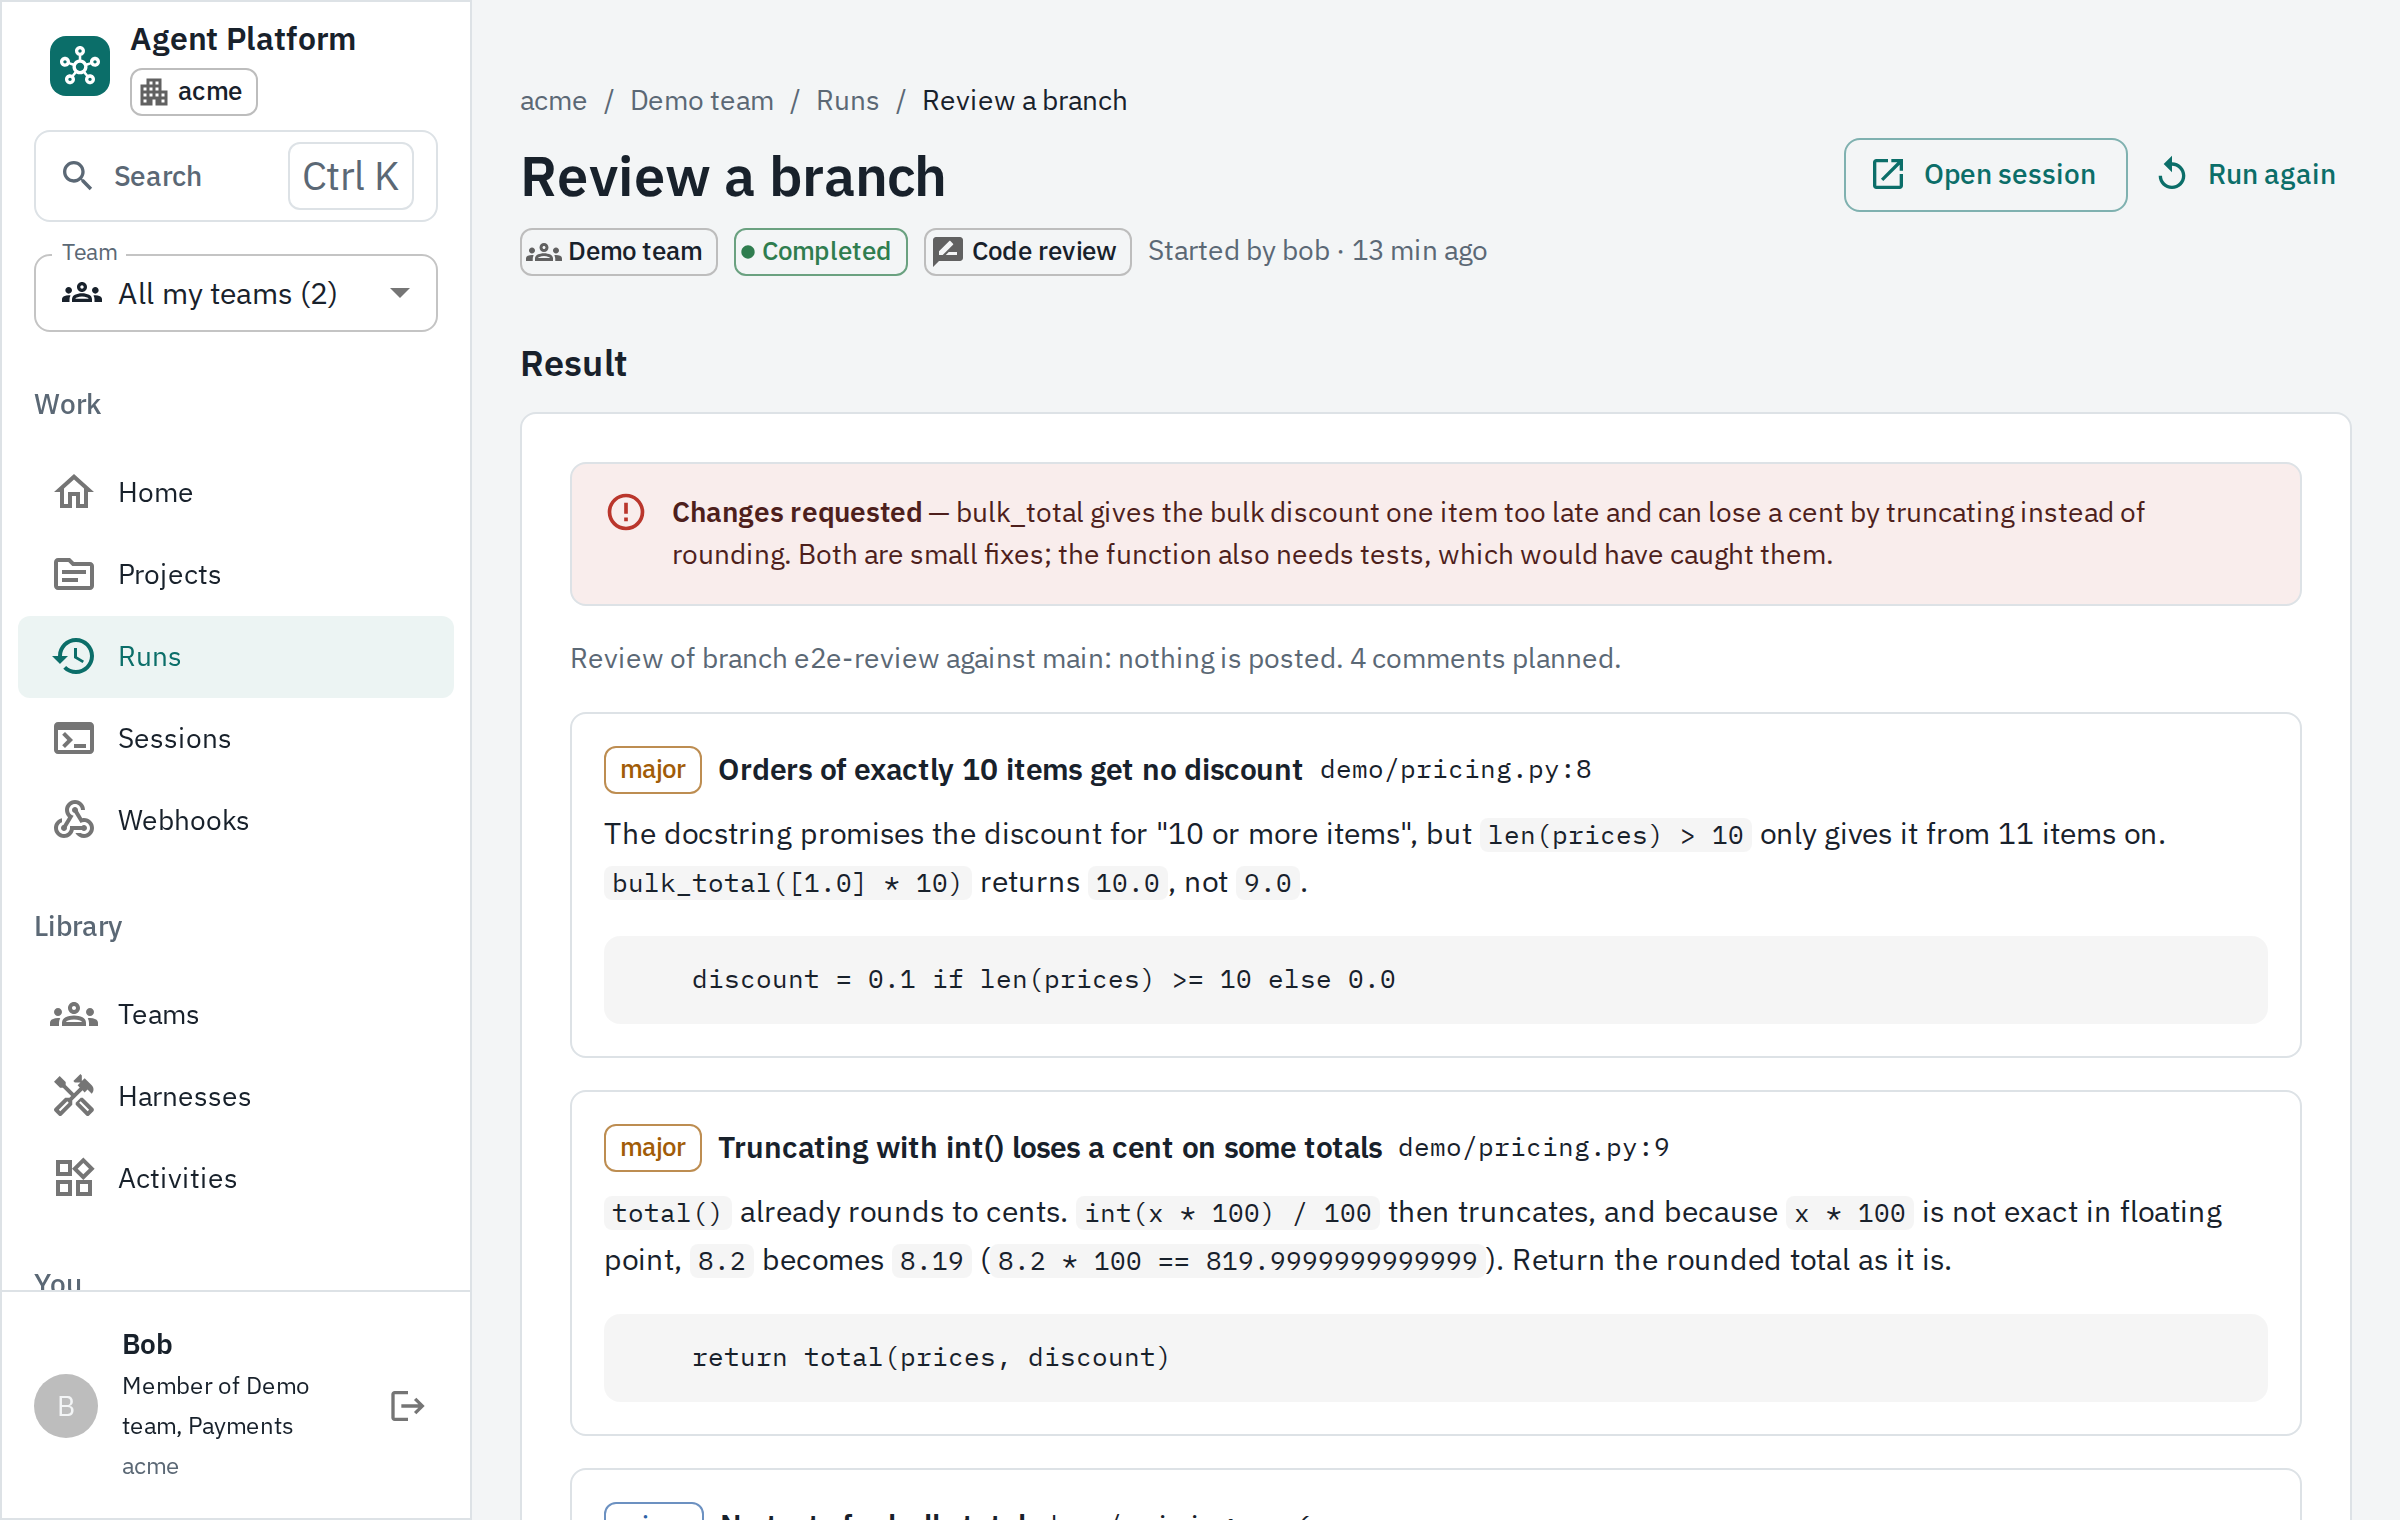 Agent Platform
acme
Search
Ctrl K
Team
All my teams (2)
Work
Home
Projects
Runs
Sessions
Webhooks
Library
Teams
Harnesses
Activities
You
Bob
B
Member of Demo
team, Payments
acme
acme / Demo team / Runs / Review a branch
Review a branch
Open session
Run again
Demo team
Completed
Code review
Started by bob · 13 min ago
Result
Changes requested — bulk_total gives the bulk discount one item too late and can lose a cent by truncating instead of
rounding. Both are small fixes; the function also needs tests, which would have caught them.
Review of branch e2e-review against main: nothing is posted. 4 comments planned.
major Orders of exactly 10 items get no discount demo/pricing.py:8
The docstring promises the discount for "10 or more items", but len(prices) > 10 only gives it from 11 items on.
bulk_total([1.0] * 10) returns 10.0, not 9.0.
discount = 0.1 if len(prices) >= 10 else 0.0
major Truncating with int() loses a cent on some totals demo/pricing.py:9
total() already rounds to cents. int(x * 100) / 100 then truncates, and because x * 100 is not exact in floating
point, 8.2 becomes 8.19 (8.2 * 100 == 819.9999999999999). Return the rounded total as it is.
return total(prices, discount)